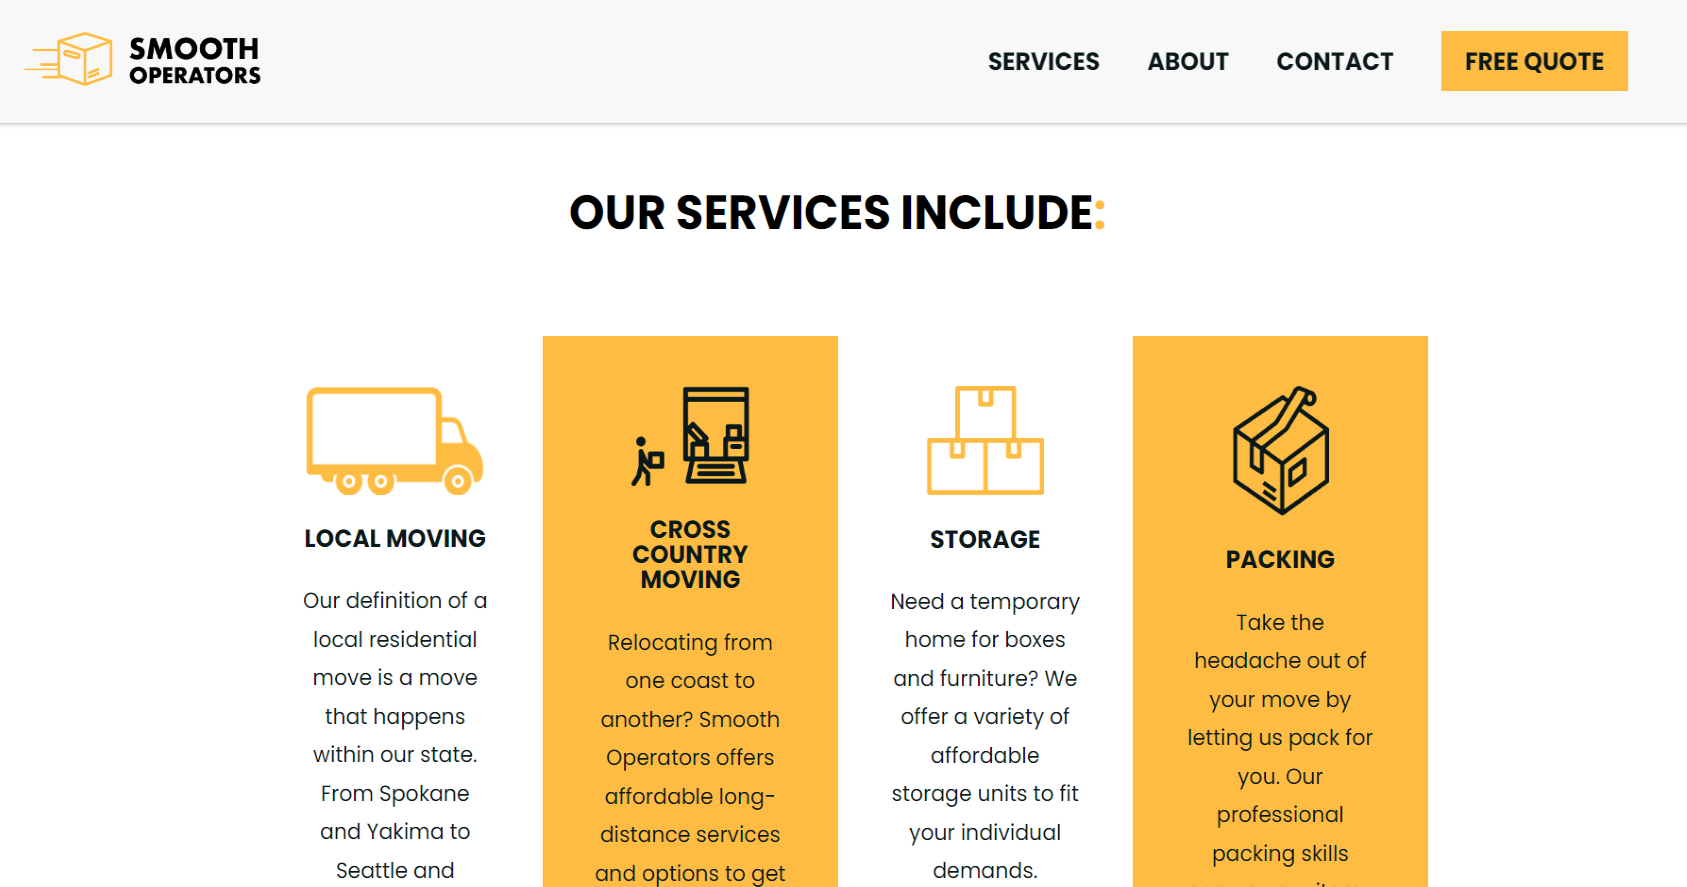 SMOOTH
OPERATORS
SERVICES
ABOUT
CONTACT
FREE QUOTE
OUR SERVICES INCLUDE:
LOCAL MOVING
Our definition of a
local residential
move is a move
that happens
within our state.
From Spokane
and Yakima to
Seattle and
CROSS
COUNTRY
MOVING
Relocating from
one coast to
another? Smooth
Operators offers
affordable long-
distance services
and options to get
STORAGE
Need a temporary
home for boxes
and furniture? We
offer a variety of
affordable
storage units to fit
your individual
demands.
PACKING
Take the
headache out of
your move by
letting us pack for
you. Our
professional
packing skills